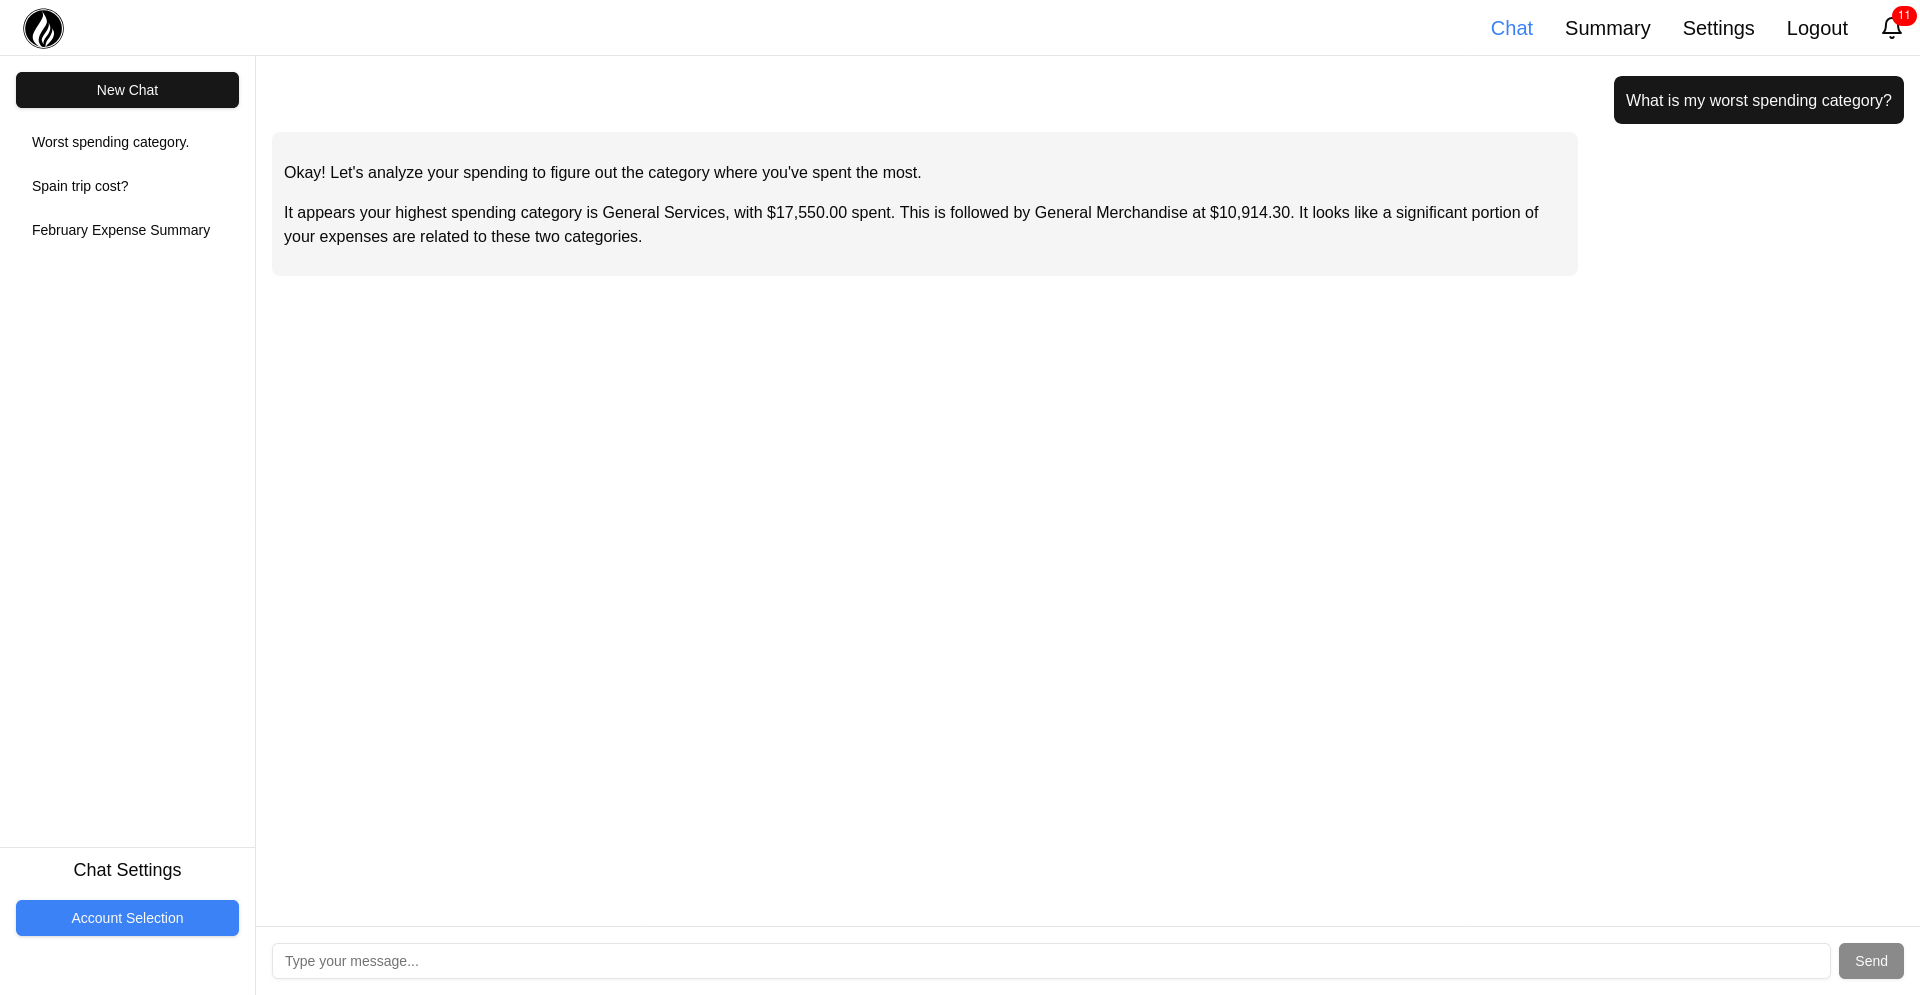 Chat
Summary
Settings
Logout
11
New Chat
Worst spending category.
Spain trip cost?
February Expense Summary
What is my worst spending category?
Okay! Let's analyze your spending to figure out the category where you've spent the most.
It appears your highest spending category is General Services, with $17,550.00 spent. This is followed by General Merchandise at $10,914.30. It looks like a significant portion of
your expenses are related to these two categories.
Chat Settings
Account Selection
Type your message...
Send